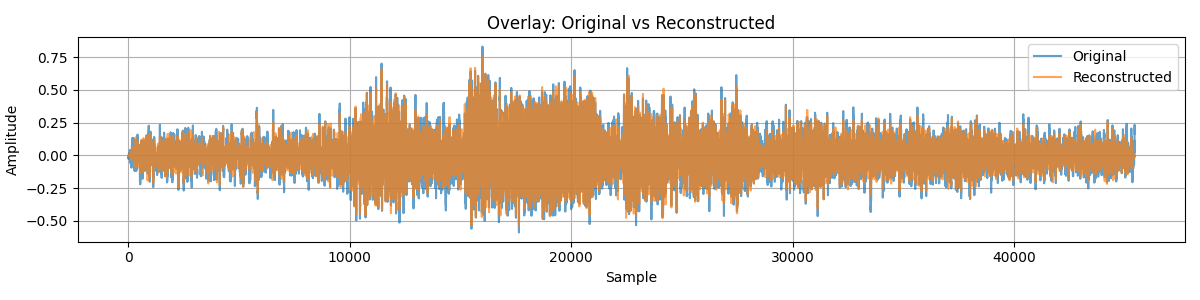 Overlay: Original vs Reconstructed
Amplitude
0.75
0.50
0.25
0.00
−0.25
−0.50
Original
Reconstructed
0
10000
20000
30000
40000
Sample